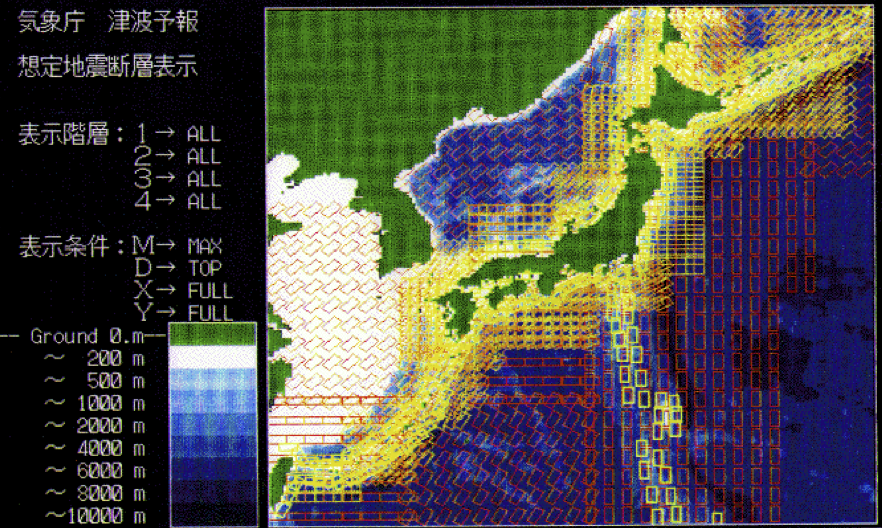 気象庁 津波予報
想定地震断層表示
表示階層：1→ ALL
2→ ALL
3→ ALL
4→ ALL
表示条件：M→ MAX
D→ TOP
X→ FULL
Y→ FULL
-- Ground 0.m--
～ 200 m
～ 500 m
～ 1000 m
～ 2000 m
～ 4000 m
～ 6000 m
～ 8000 m
～10000 m